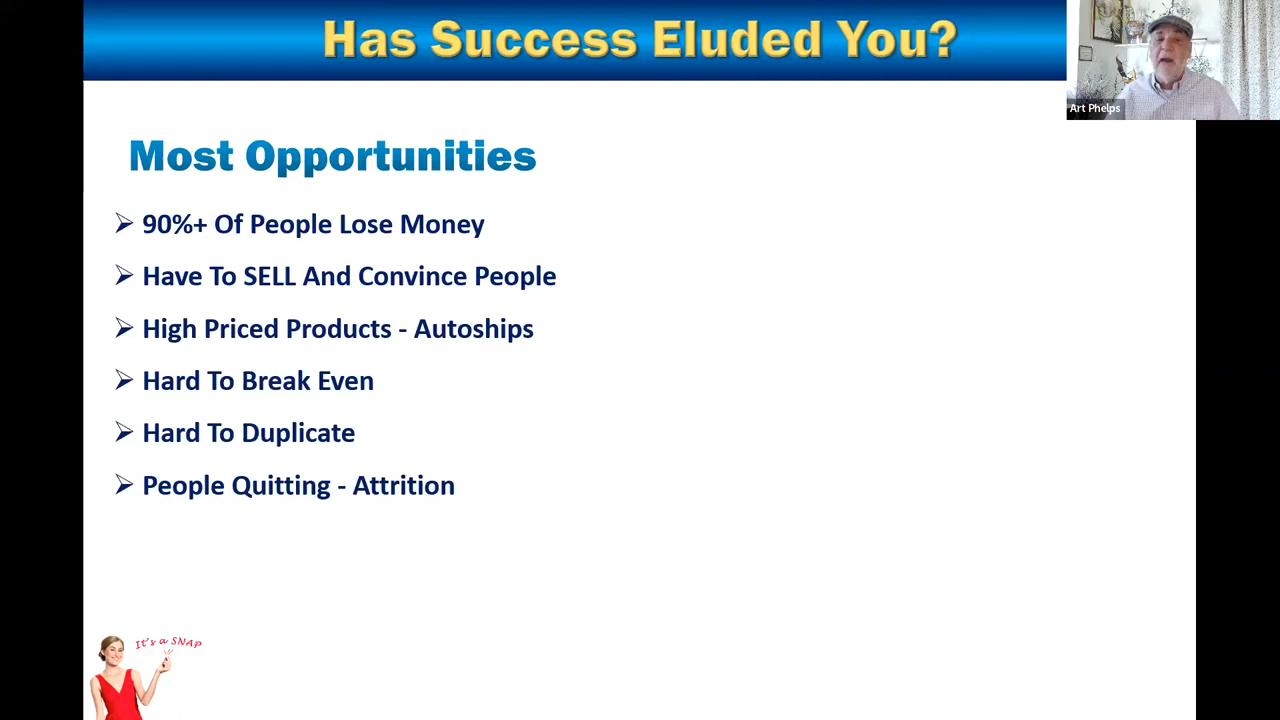 Has Success Eluded You?
Art Phelps
Most Opportunities
90%+ Of People Lose Money
Have To SELL And Convince People
High Priced Products - Autoships
Hard To Break Even
Hard To Duplicate
People Quitting - Attrition
It's a SNAP